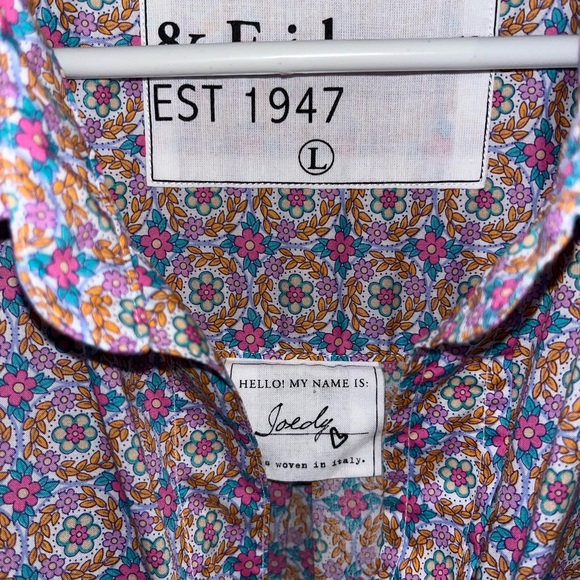 EST 1947
L
HELLO! MY NAME IS:
Joedy
woven in italy.